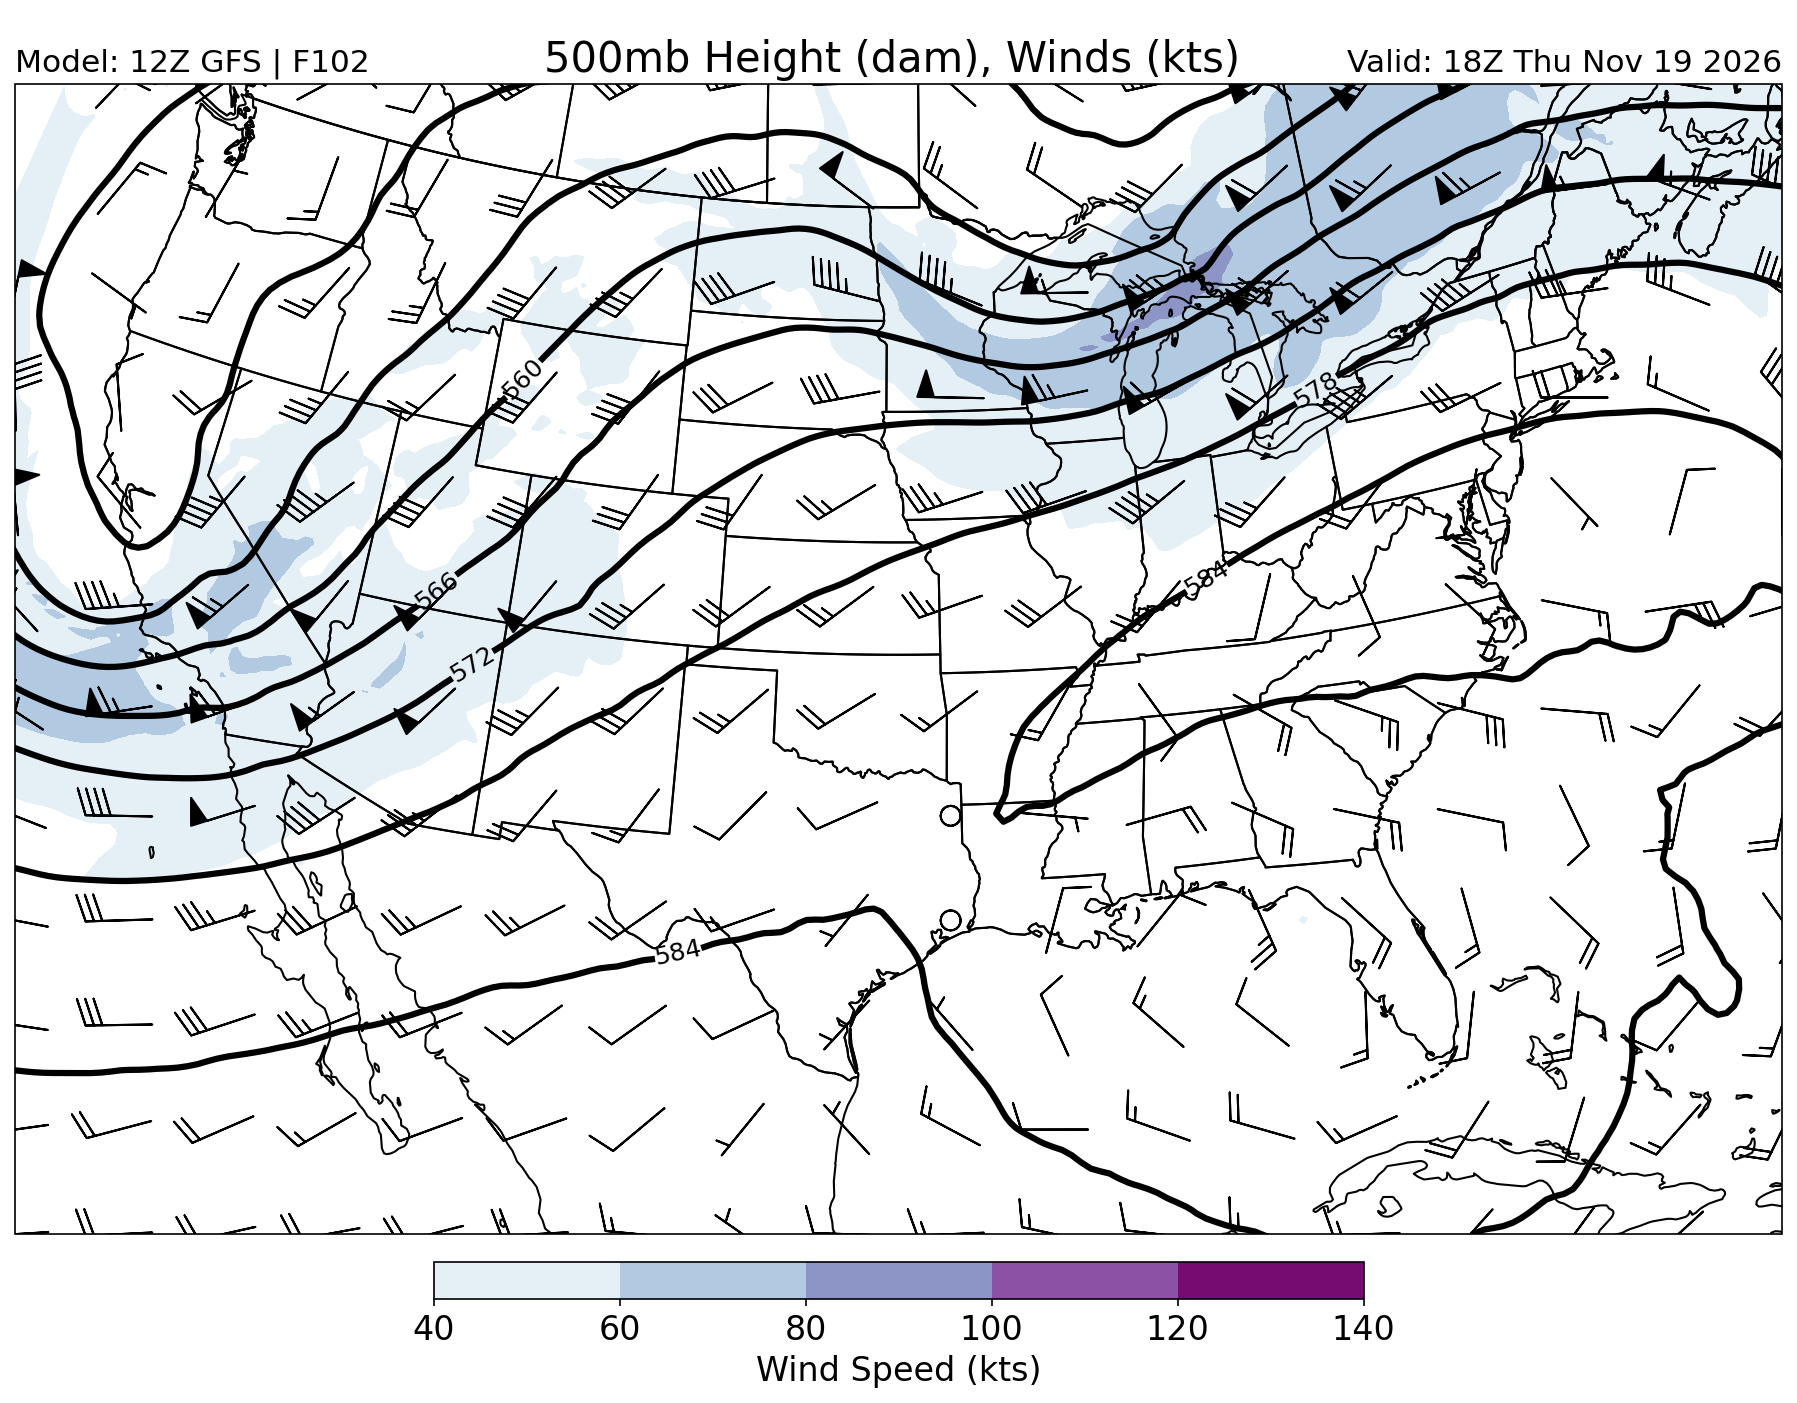 Model: 12Z GFS | F102
500mb Height (dam), Winds (kts)
Valid: 18Z Thu Nov 19 2026
560
578
584
566
572
584
40 60 80 100 120 140
Wind Speed (kts)